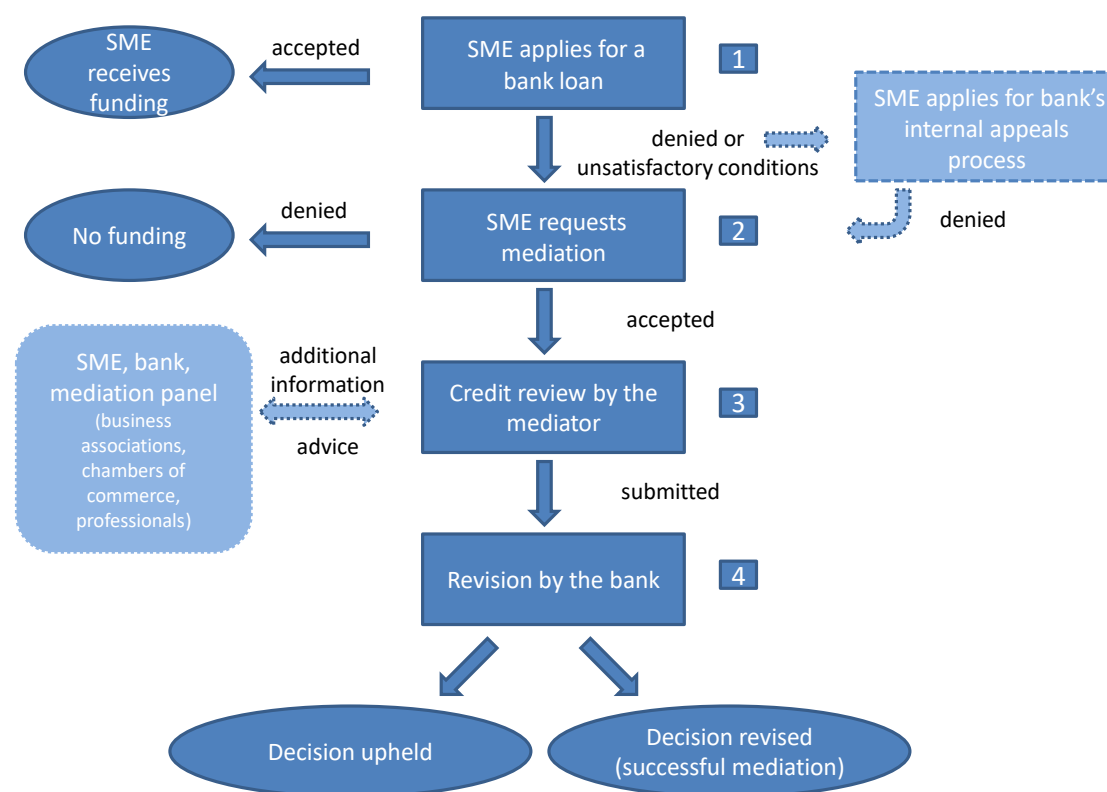 SME
receives
funding
accepted
SME applies for a
bank loan
1
denied or
unsatisfactory conditions
SME applies for bank’s
internal appeals
process
denied
No funding
denied
SME requests
mediation
2
accepted
SME, bank,
mediation panel
(business
associations,
chambers of
commerce,
professionals)
additional
information
advice
Credit review by the
mediator
3
submitted
Revision by the bank
4
Decision upheld
Decision revised
(successful mediation)